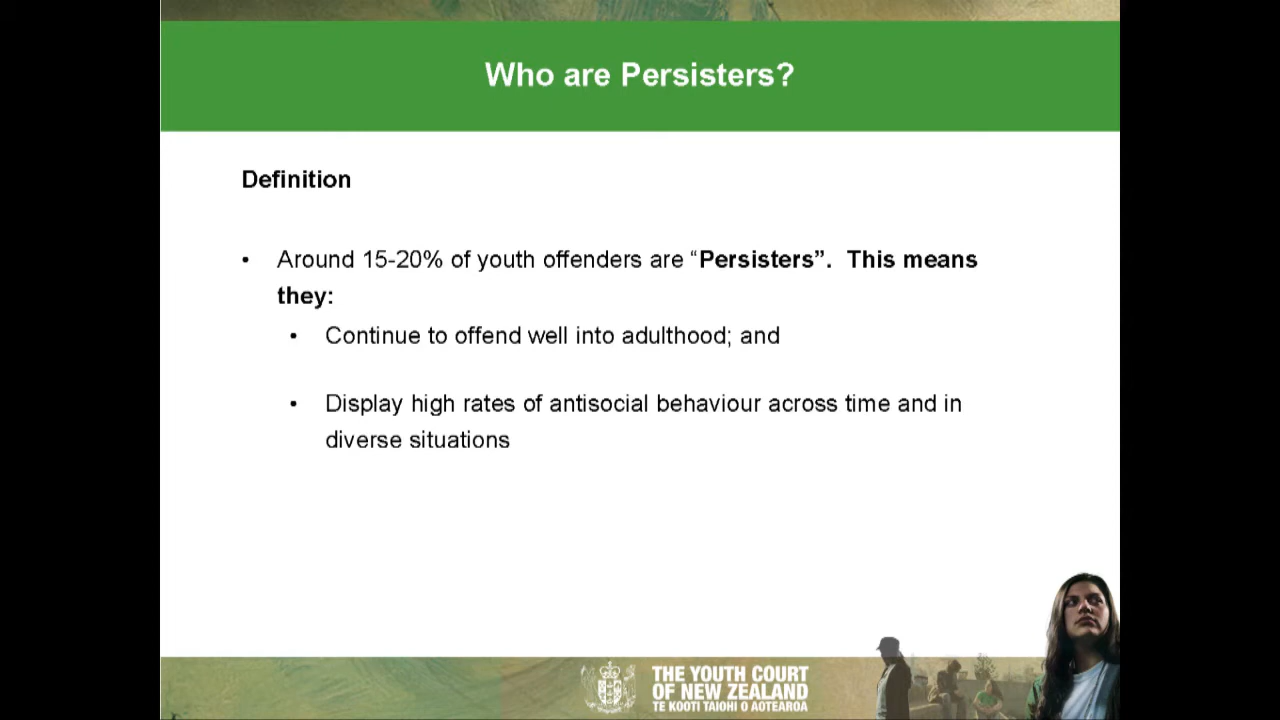 Who are Persisters?
Definition
• Around 15-20% of youth offenders are “Persisters”. This means
they:
• Continue to offend well into adulthood; and
• Display high rates of antisocial behaviour across time and in
diverse situations
THE YOUTH COURT
OF NEW ZEALAND
TE KOOTI TAIOHI O AOTEAROA